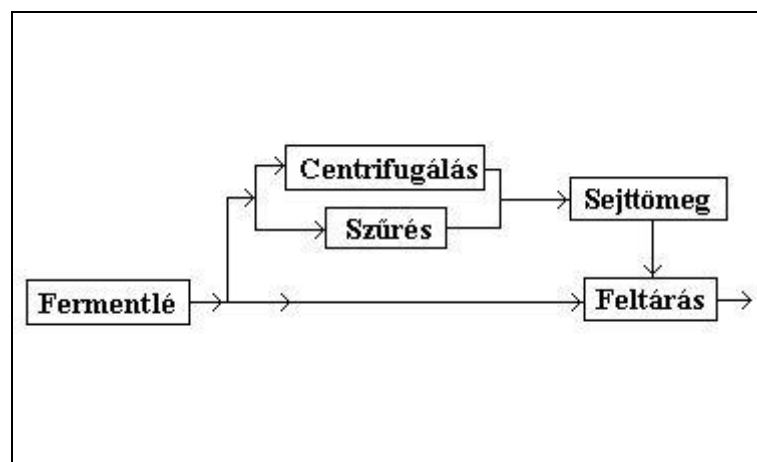 Centrifugálás
Szűrés
Sejttömeg
Fermentlé
Feltárás